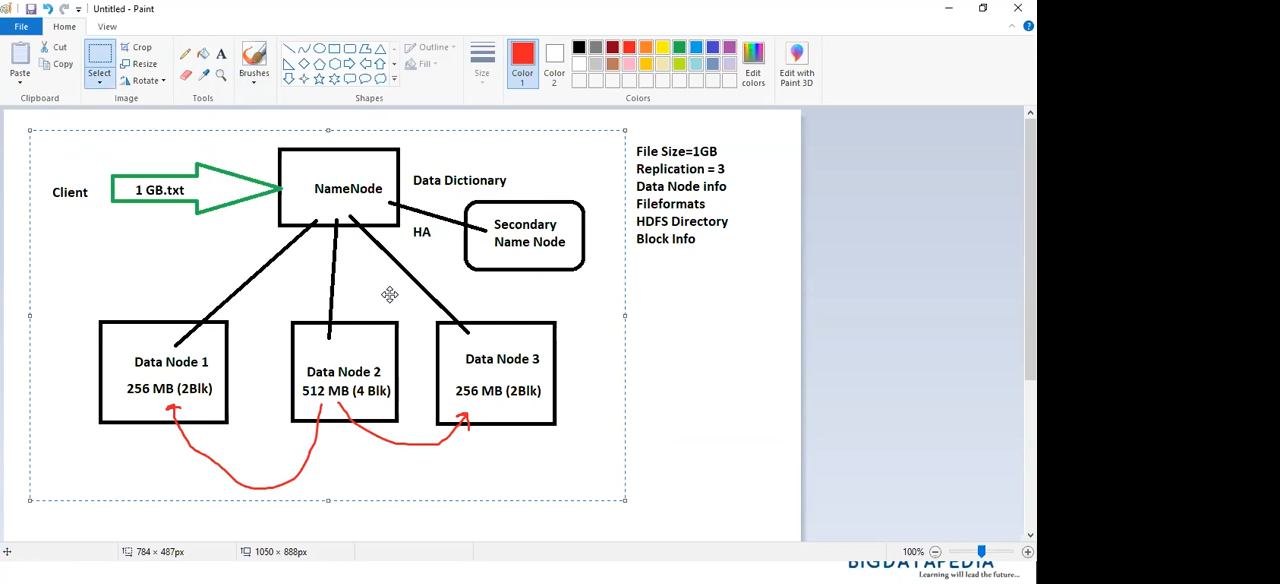 Untitled - Paint
File
Home
View
Paste
Cut
Copy
Clipboard
Select
Crop
Resize
Rotate
Image
A
Tools
Brushes
Outline
Fill
Shapes
Size
Color 1
Color 2
Edit colors
Edit with Paint 3D
Colors
Client
1 GB.txt
NameNode
Data Dictionary
HA
Secondary
Name Node
File Size=1GB
Replication = 3
Data Node info
Fileformats
HDFS Directory
Block Info
Data Node 1
256 MB (2Blk)
Data Node 2
512 MB (4 Blk)
Data Node 3
256 MB (2Blk)
784 × 487px
1050 × 888px
100%
BIGDATAPEDIA
Learning will lead the future...